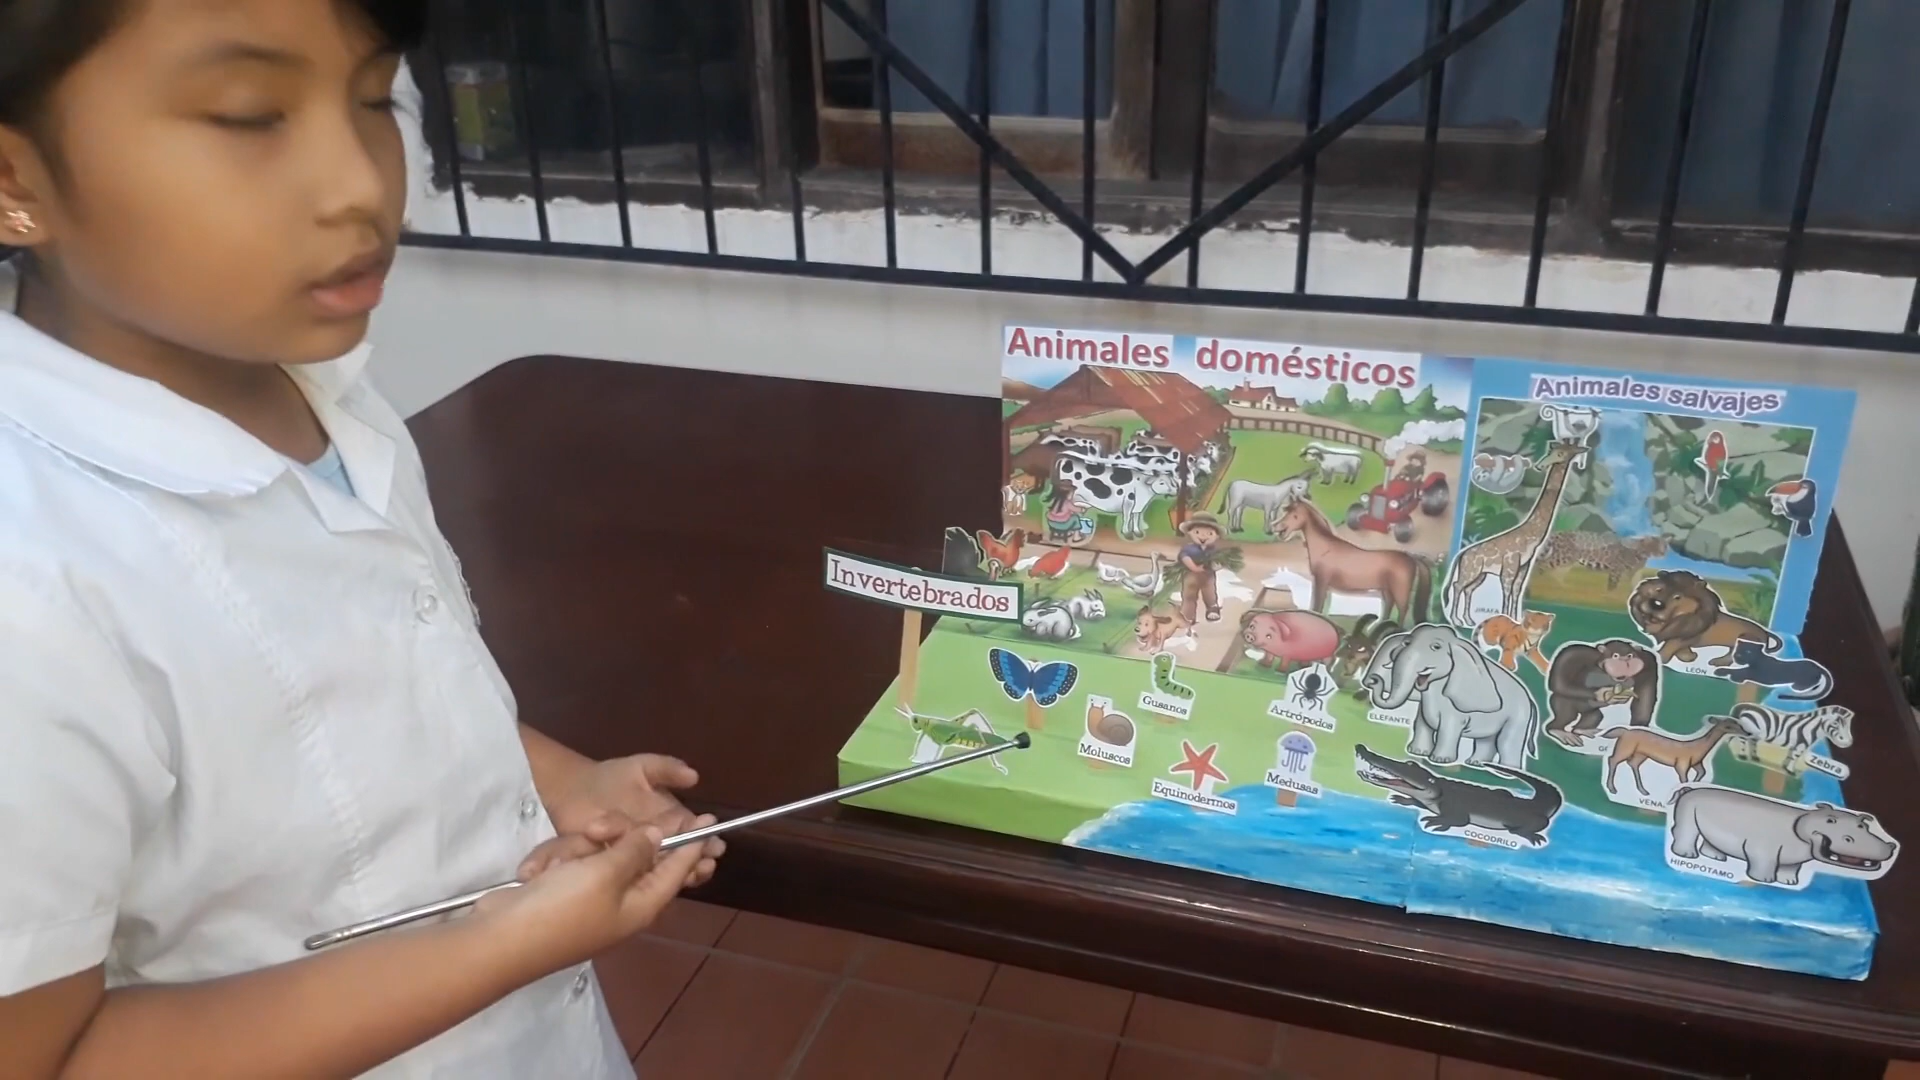 Animales domésticos
Animales salvajes
Invertebrados
JIRAFA
LEÓN
Gusanos
Artrópodos
ELEFANTE
Moluscos
Zebra
Equinodermos
Medusas
COCODRILO
HIPOPÓTAMO